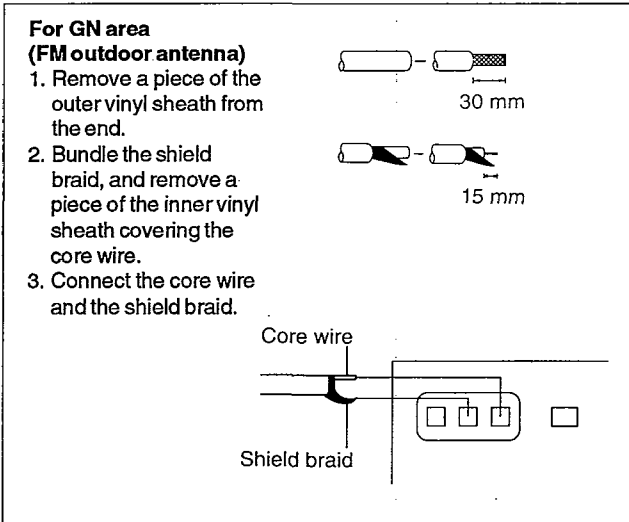 For GN area
(FM outdoor antenna)
1. Remove a piece of the
outer vinyl sheath from
the end.
2. Bundle the shield
braid, and remove a
piece of the inner vinyl
sheath covering the
core wire.
3. Connect the core wire
and the shield braid.
30 mm
15 mm
Core wire
Shield braid